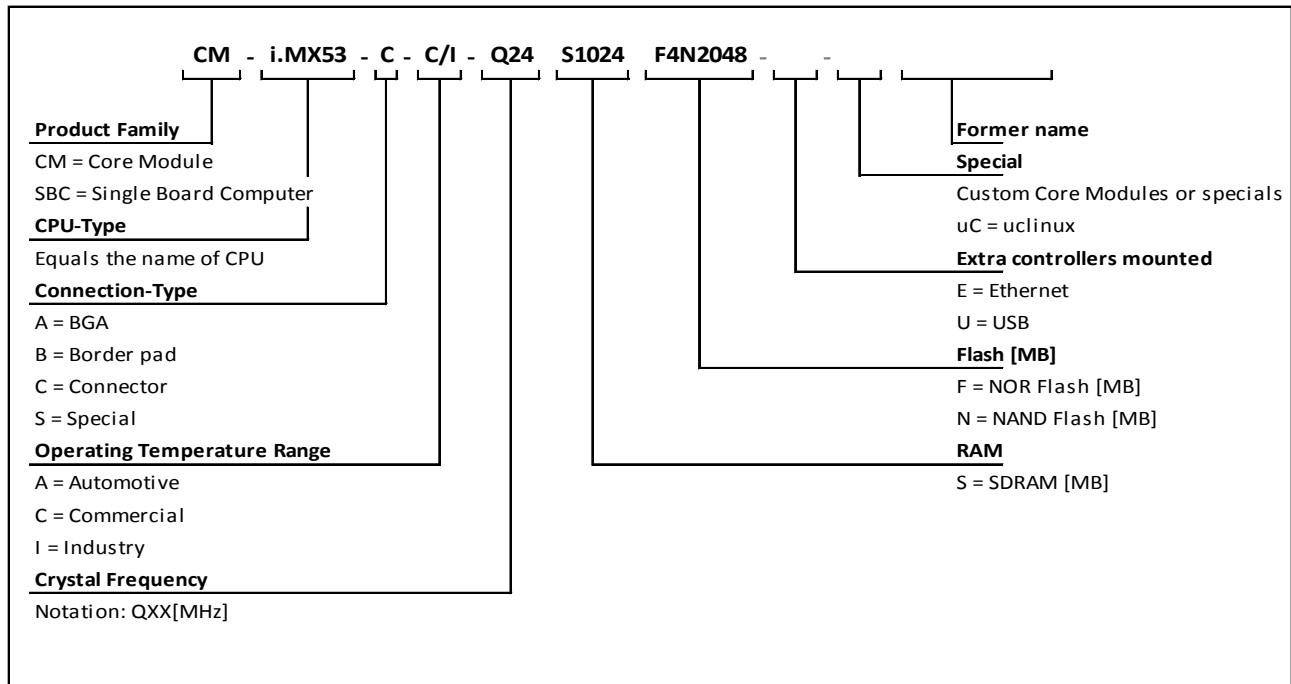 CM - i.MX53 - C - C/I - Q24 S1024 F4N2048 - -
Product Family
CM = Core Module
SBC = Single Board Computer
CPU-Type
Equals the name of CPU
Connection-Type
A = BGA
B = Border pad
C = Connector
S = Special
Operating Temperature Range
A = Automotive
C = Commercial
I = Industry
Crystal Frequency
Notation: QXX[MHz]
Former name
Special
Custom Core Modules or specials
uC = uclinux
Extra controllers mounted
E = Ethernet
U = USB
Flash [MB]
F = NOR Flash [MB]
N = NAND Flash [MB]
RAM
S = SDRAM [MB]